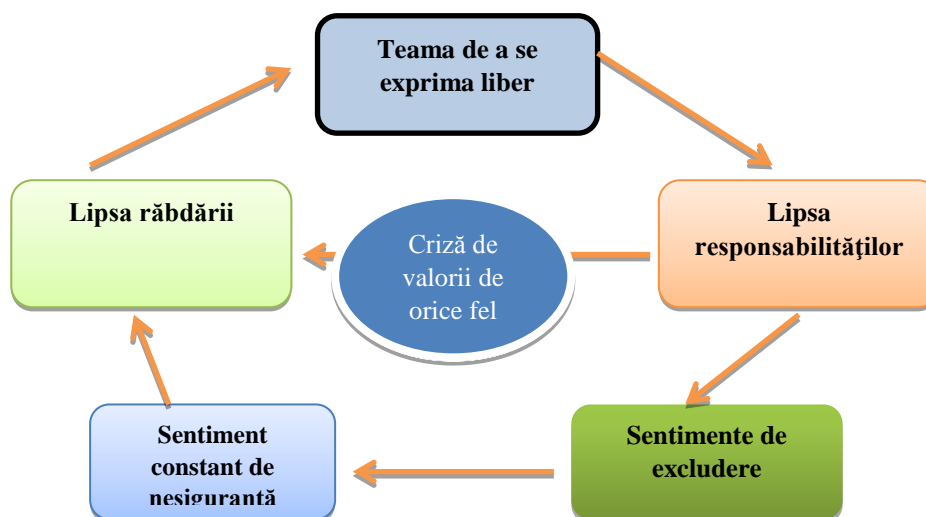 Teama de a se
exprima liber
Lipsa răbdării
Criză de
valorii de
orice fel
Lipsa
responsabilităţilor
Sentiment
constant de
nesiguranţă
Sentimente de
excludere